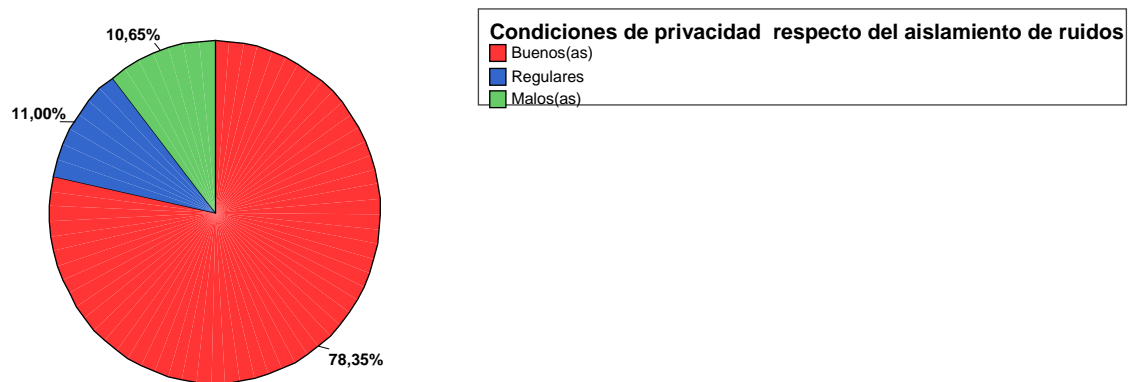 10,65%
11,00%
78,35%
Condiciones de privacidad  respecto del aislamiento de ruidos
Buenos(as)
Regulares
Malos(as)